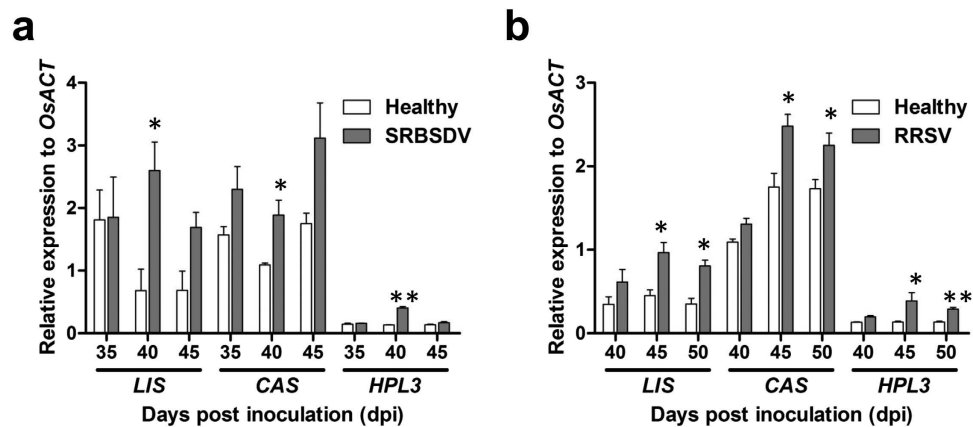 a
Relative expression to OsACT
4
3
2
1
0
Healthy
SRBSDV
*
*
**
35 40 45 35 40 45 35 40 45
LIS CAS HPL3
Days post inoculation (dpi)
b
Relative expression to OsACT
3
2
1
0
Healthy
RRSV
*
*
*
*
*
**
40 45 50 40 45 50 40 45 50
LIS CAS HPL3
Days post inoculation (dpi)